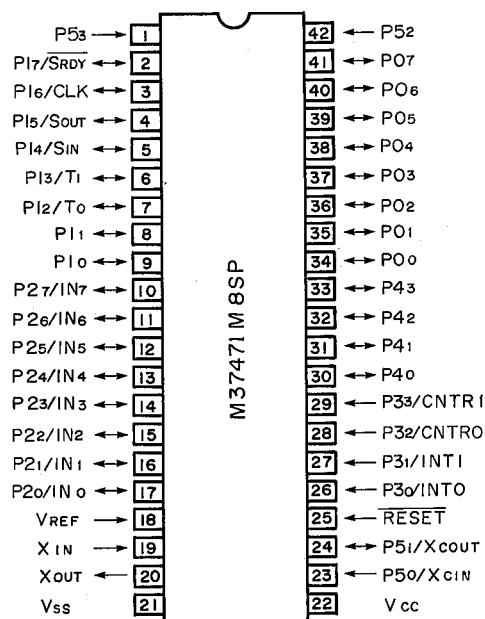 P53 1
P17/SRDY 2
P16/CLK 3
P15/SOUT 4
P14/SIN 5
P13/T1 6
P12/T0 7
P11 8
P10 9
P27/IN7 10
P26/IN6 11
P25/IN5 12
P24/IN4 13
P23/IN3 14
P22/IN2 15
P21/IN1 16
P20/IN0 17
VREF 18
XIN 19
XOUT 20
VSS 21
M37471M8SP
42 P52
41 P07
40 P06
39 P05
38 P04
37 P03
36 P02
35 P01
34 P00
33 P43
32 P42
31 P41
30 P40
29 P33/CNTR1
28 P32/CNTR0
27 P31/INT1
26 P30/INT0
25 RESET
24 P51/XCOUT
23 P50/XCIN
22 VCC